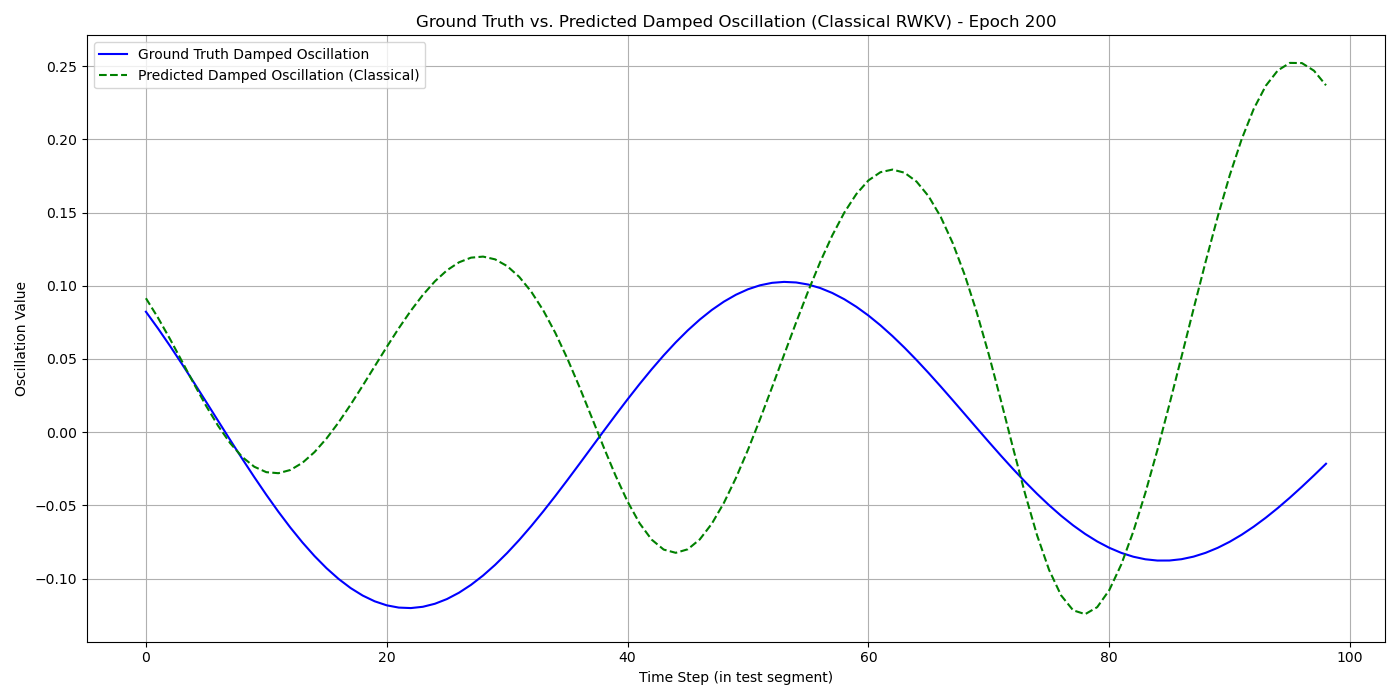 Ground Truth vs. Predicted Damped Oscillation (Classical RWKV) - Epoch 200
Ground Truth Damped Oscillation
Predicted Damped Oscillation (Classical)
Oscillation Value
0.25
0.20
0.15
0.10
0.05
0.00
−0.05
−0.10
0 20 40 60 80 100
Time Step (in test segment)